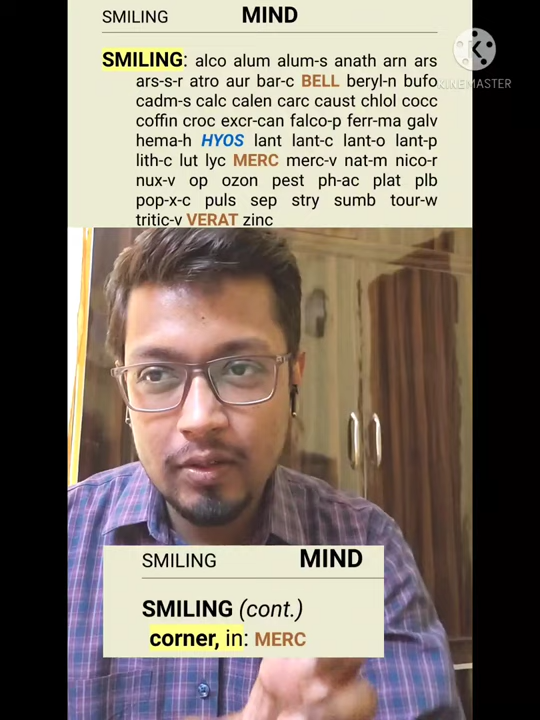 SMILING MIND
SMILING: alco alum alum-s anath arn ars
ars-s-r atro aur bar-c BELL beryl-n bufo
cadm-s calc calen carc caust chlol cocc
coffin croc excr-can falco-p ferr-ma galv
hema-h HYOS lant lant-c lant-o lant-p
lith-c lut lyc MERC merc-v nat-m nico-r
nux-v op ozon pest ph-ac plat plb
pop-x-c puls sep stry sumb tour-w
tritic-v VERAT zinc
KINEMASTER
SMILING MIND
SMILING (cont.)
corner, in: MERC